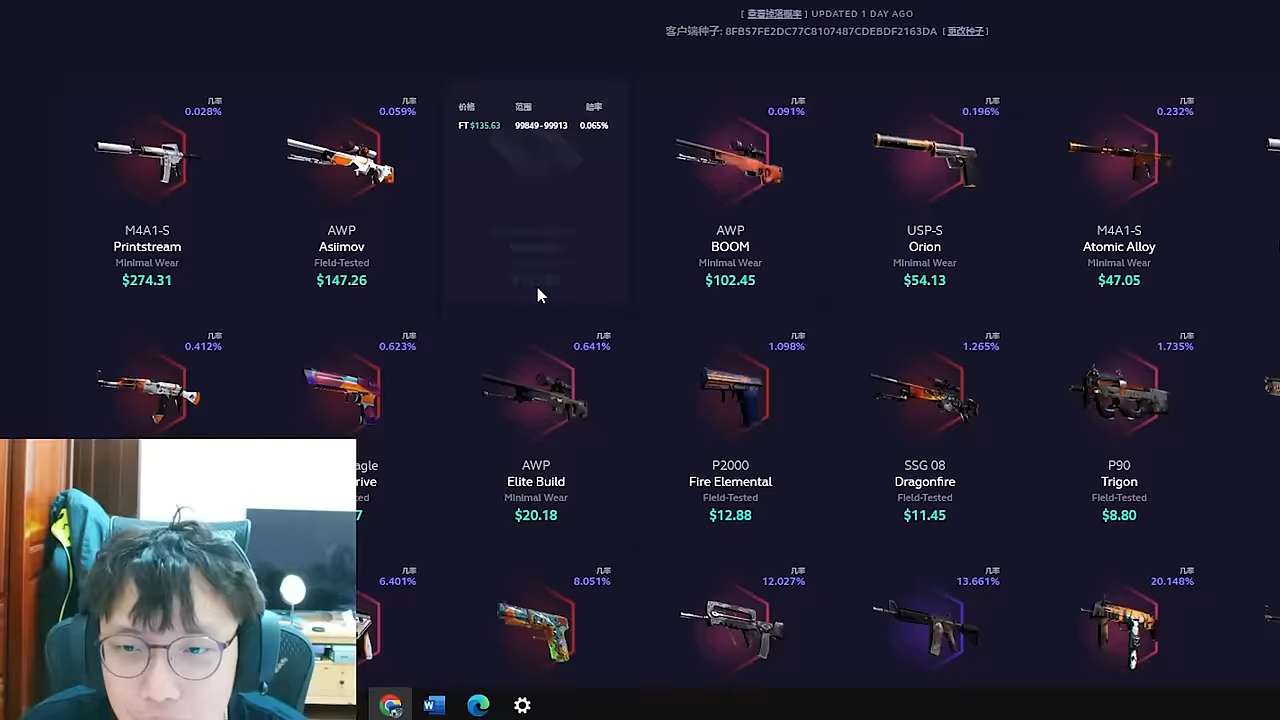 [ 查看掉落概率 ] UPDATED 1 DAY AGO
客户端种子: 8FB57FE2DC77C8107487CDEBDF2163DA [ 更改种子 ]
几率
0.028%
M4A1-S
Printstream
Minimal Wear
$274.31
几率
0.059%
AWP
Asiimov
Field-Tested
$147.26
价格 范围 赔率
FT $135.63 99849-99913 0.065%
几率
0.091%
AWP
BOOM
Minimal Wear
$102.45
几率
0.196%
USP-S
Orion
Minimal Wear
$54.13
几率
0.232%
M4A1-S
Atomic Alloy
Minimal Wear
$47.05
几率
0.412%
几率
0.623%
agle
rive
ted
7
几率
0.641%
AWP
Elite Build
Minimal Wear
$20.18
几率
1.098%
P2000
Fire Elemental
Field-Tested
$12.88
几率
1.265%
SSG 08
Dragonfire
Field-Tested
$11.45
几率
1.735%
P90
Trigon
Field-Tested
$8.80
几率
6.401%
几率
8.051%
几率
12.027%
几率
13.661%
几率
20.148%